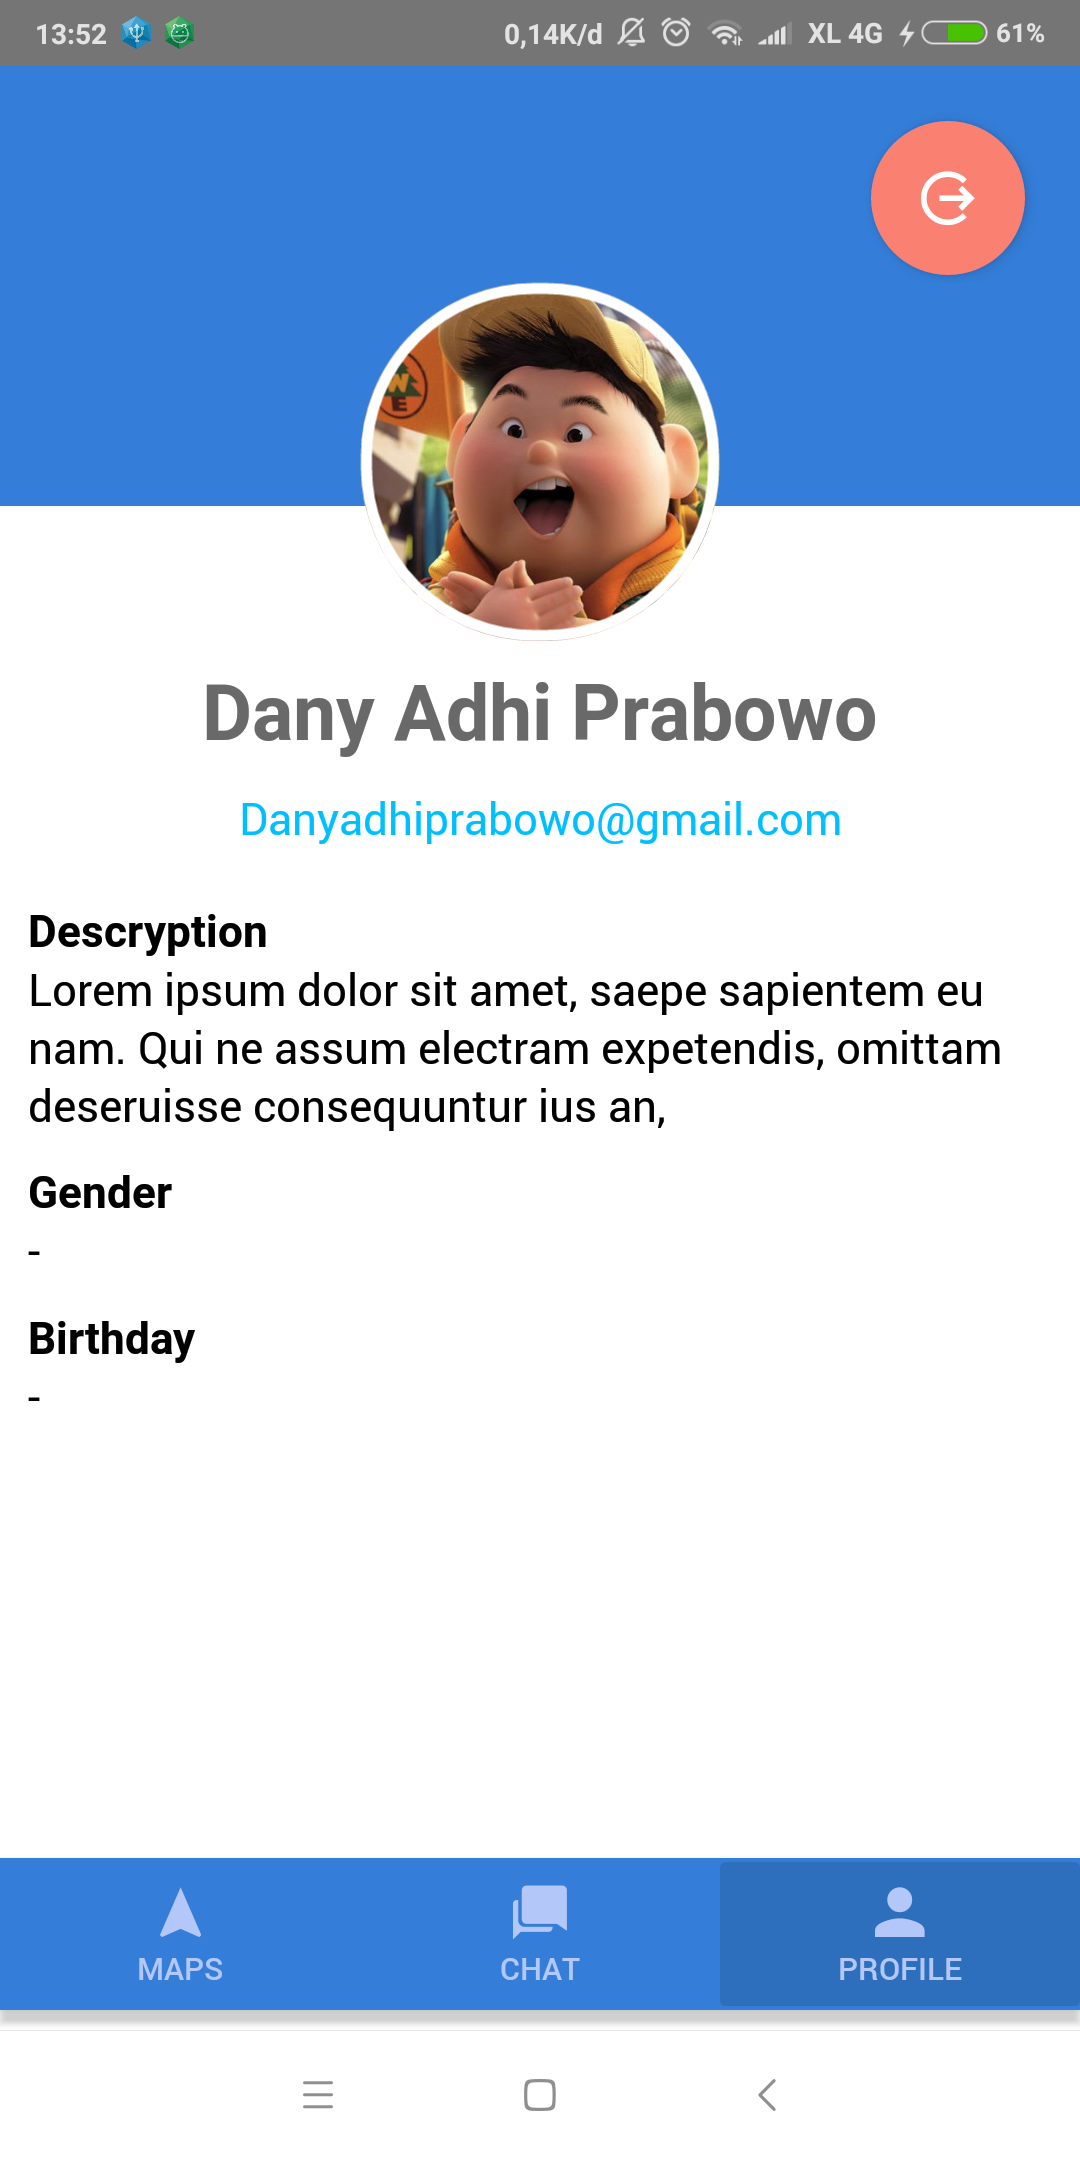 13:52 0,14K/d XL 4G 61%
W
E
Dany Adhi Prabowo
Danyadhiprabowo@gmail.com
Descryption
Lorem ipsum dolor sit amet, saepe sapientem eu
nam. Qui ne assum electram expetendis, omittam
deseruisse consequuntur ius an,
Gender
-
Birthday
-
MAPS CHAT PROFILE